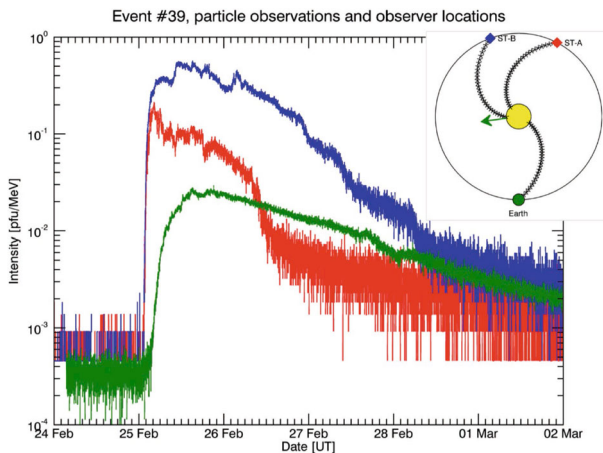 Event #39, particle observations and observer locations
10⁰
10⁻¹
10⁻²
10⁻³
10⁻⁴
Intensity [pfu/MeV]
ST-B
ST-A
Earth
24 Feb 25 Feb 26 Feb 27 Feb 28 Feb 01 Mar 02 Mar
Date [UT]